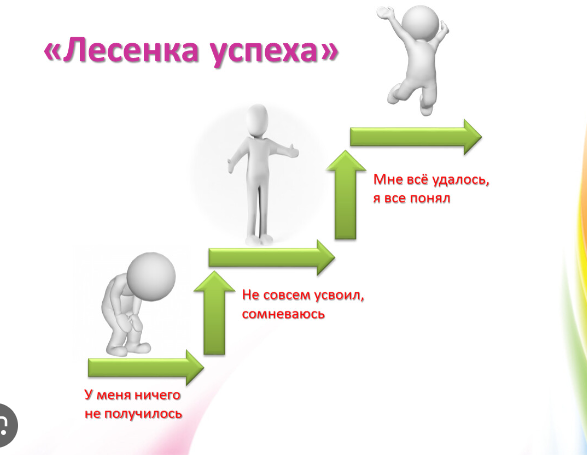 «Лесенка успеха»
Мне всё удалось,
я все понял
Не совсем усвоил,
сомневаюсь
У меня ничего
не получилось